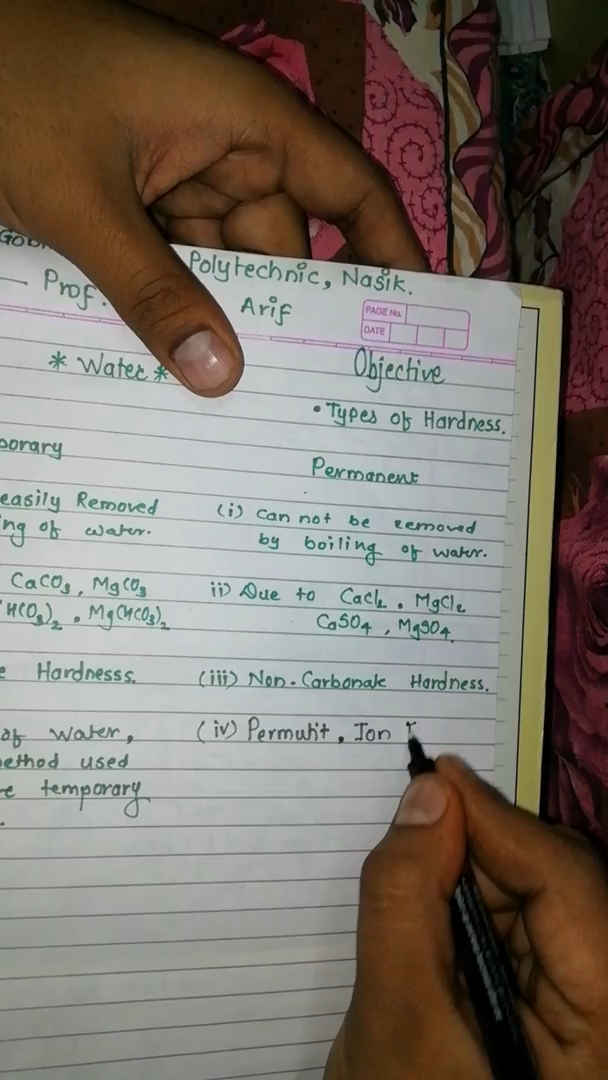 Polytechnic, Nasik.
Prof. Arif
PAGE No.
DATE
* Water * Objective
• Types of Hardness.
porary Permanent
easily Removed (i) Can not be removed
ing of water. by boiling of water.
CaCO3, MgCO3 ii) Due to CaCl2, MgCl2
HCO3)2, Mg(HCO3)2 CaSO4, MgSO4.
e Hardnesss. (iii) Non-Carbonate Hardness.
of water, (iv) Permutit, Ion
ethod used
e temporary